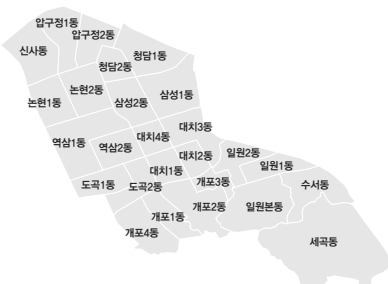 압구정1동
압구정2동
신사동
청담1동
청담2동
논현2동
논현1동
삼성2동
삼성1동
대치3동
대치4동
역삼1동
역삼2동
대치2동
일원2동
일원1동
대치1동
개포3동
수서동
도곡1동
도곡2동
개포2동
일원본동
개포1동
개포4동
세곡동